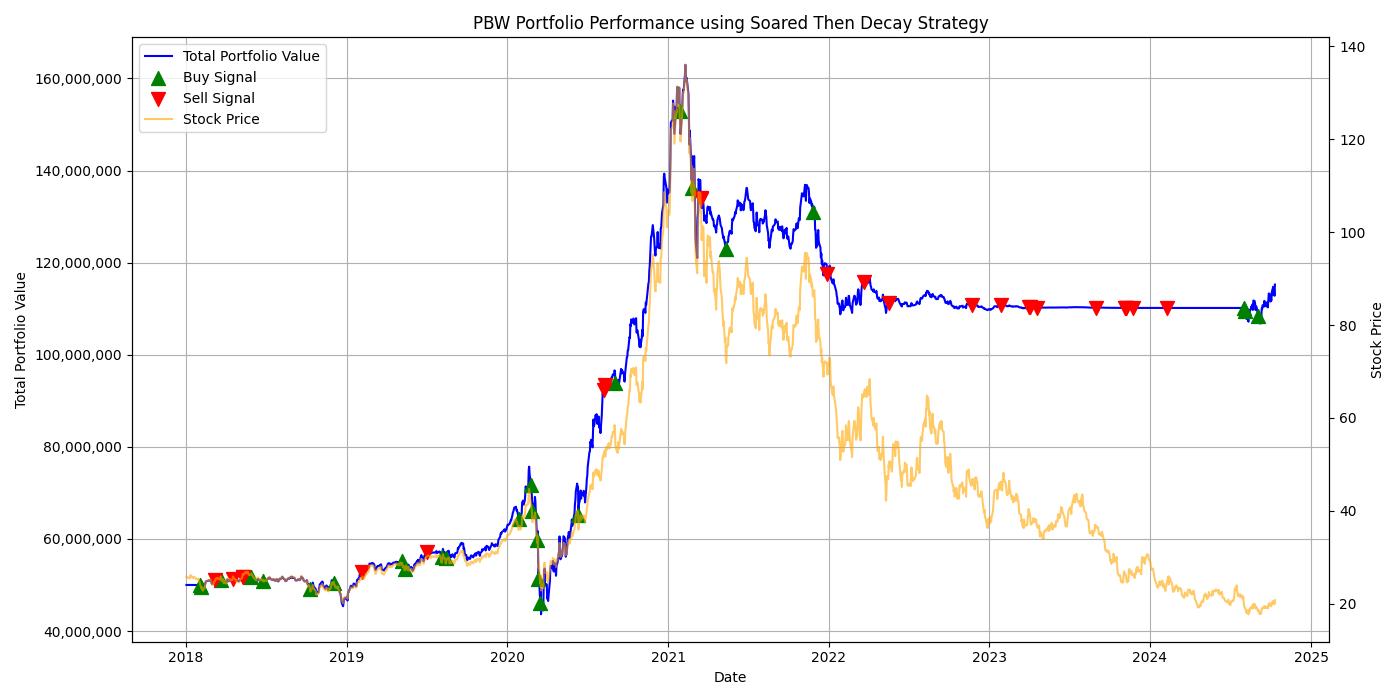 PBW Portfolio Performance using Soared Then Decay Strategy
Total Portfolio Value
Buy Signal
Sell Signal
Stock Price
160,000,000
140,000,000
120,000,000
100,000,000
80,000,000
60,000,000
40,000,000
Total Portfolio Value
140
120
100
80
60
40
20
Stock Price
2018
2019
2020
2021
2022
2023
2024
2025
Date